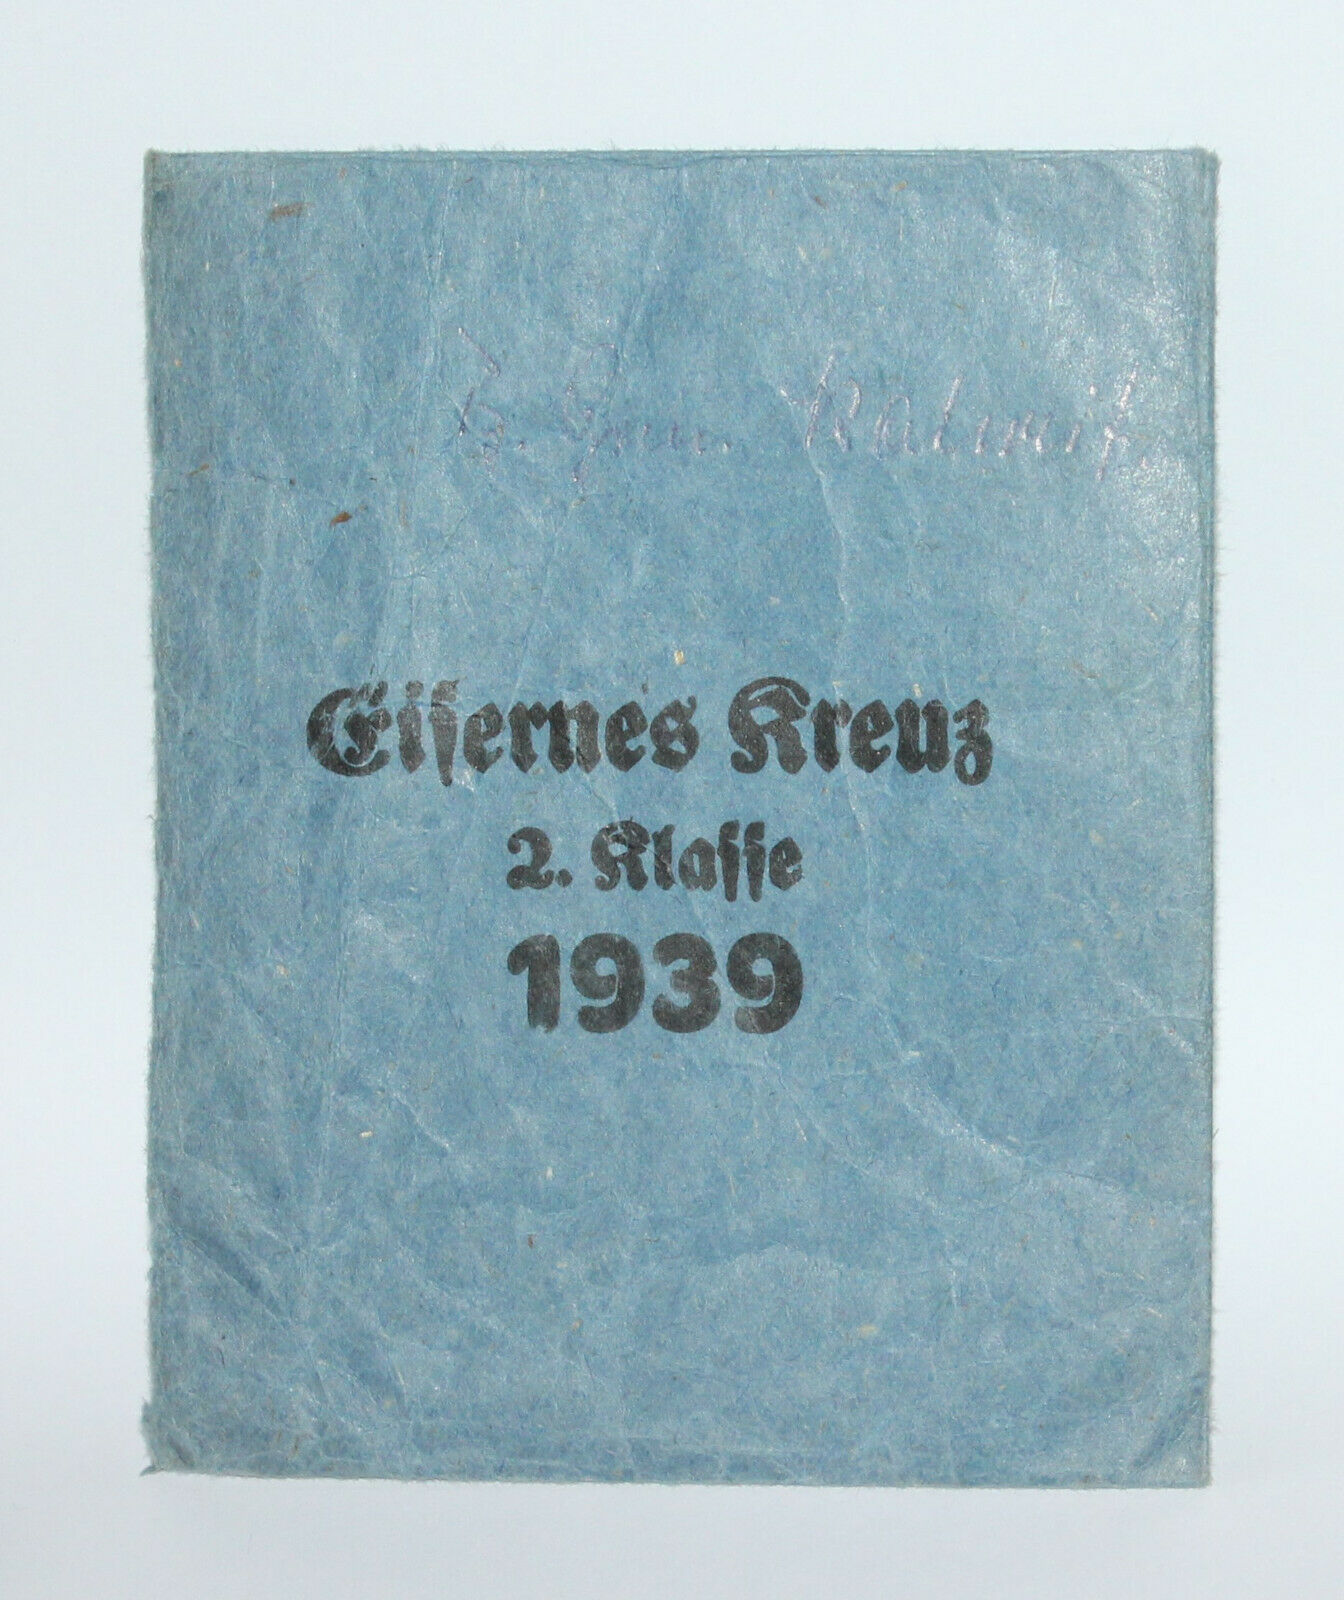 Eisernes Kreuz
2. Klasse
1939